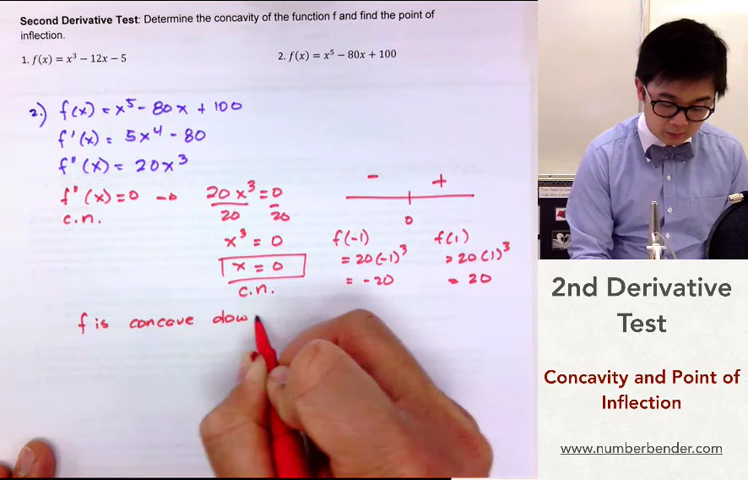 Second Derivative Test: Determine the concavity of the function f and find the point of
inflection.
1. f(x) = x³ − 12x − 5
2. f(x) = x⁵ − 80x + 100
2.) f(x) = x⁵ - 80x + 100
f'(x) = 5x⁴ - 80
f"(x) = 20x³
f"(x) = 0 → 20x³ = 0
c.n. 20 20
x³ = 0
x = 0
c.n.
- +
0
f(-1) f(1)
= 20(-1)³ = 20(1)³
= -20 = 20
f is concave dow
2nd Derivative
Test
Concavity and Point of
Inflection
www.numberbender.com